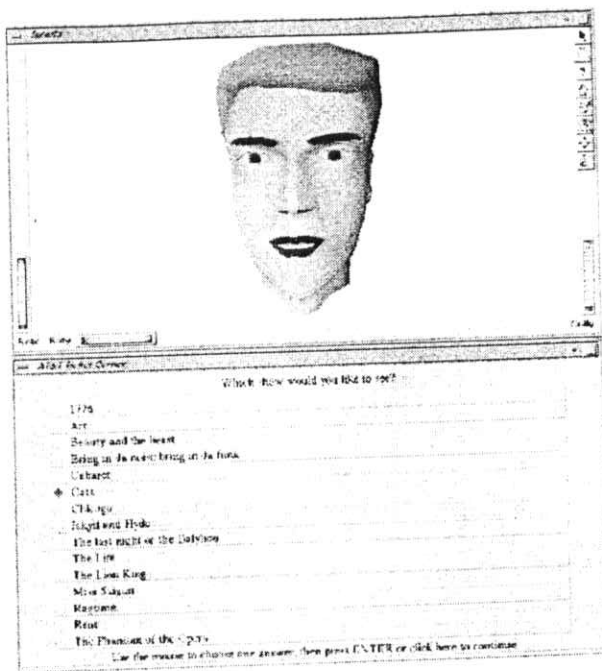 Which show would you like to see?
1776
Art
Beauty and the beast
Bring in da noise bring in da funk
Cabaret
Cats
Chicago
Jekyll and Hyde
The last night of the
The Lion King
Miss Saigon
Ragtime
Rent
The Phantom of the Opera
Use the mouse to choose one answer, then press ENTER or click here to continue